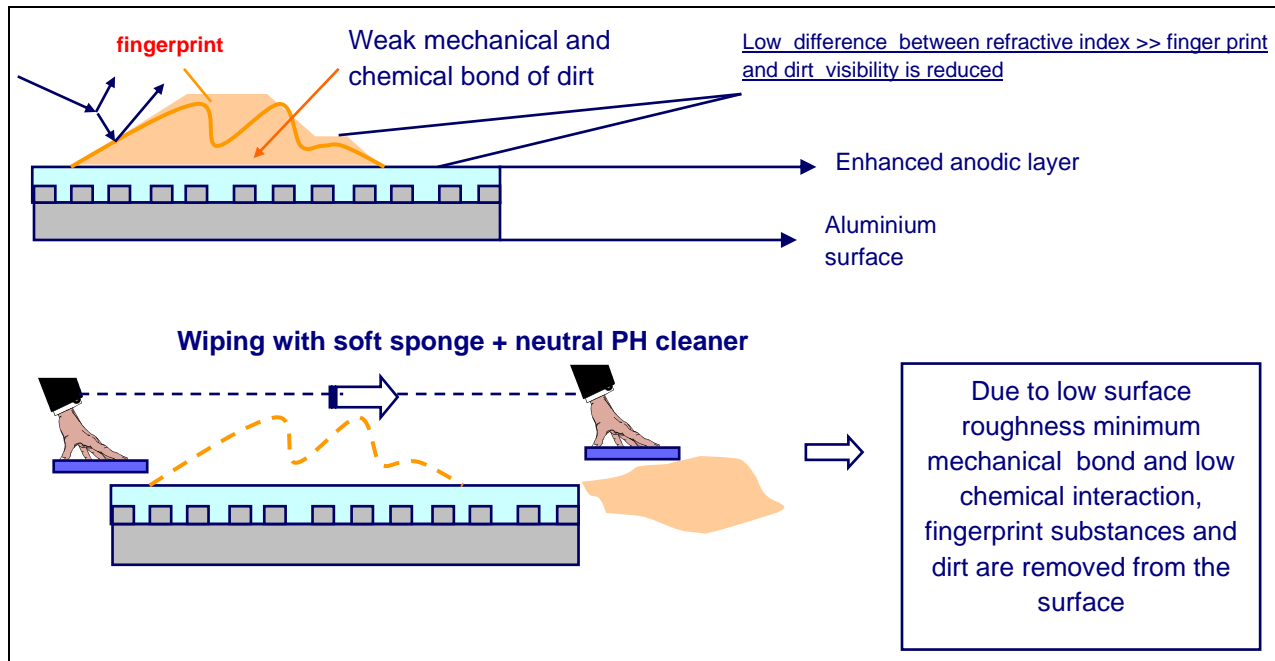 fingerprint
Weak mechanical and
chemical bond of dirt
Low difference between refractive index >> finger print
and dirt visibility is reduced
Enhanced anodic layer
Aluminium
surface
Wiping with soft sponge + neutral PH cleaner
Due to low surface
roughness minimum
mechanical bond and low
chemical interaction,
fingerprint substances and
dirt are removed from the
surface